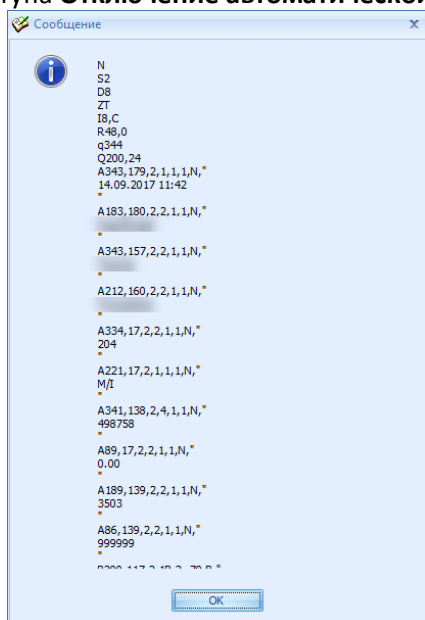 Отключение автоматической
Сообщение
x
N
S2
D8
ZT
I8,C
R48,0
q344
Q200,24
A343,179,2,1,1,1,N,"
14.09.2017 11:42
"
A183,180,2,2,1,1,N,"
"
A343,157,2,2,1,1,N,"
"
A212,160,2,2,1,1,N,"
"
A334,17,2,2,1,1,N,"
204
"
A221,17,2,1,1,1,N,"
M/I
"
A341,138,2,4,1,1,N,"
498758
"
A89,17,2,2,1,1,N,"
0.00
"
A189,139,2,2,1,1,N,"
3503
"
A86,139,2,2,1,1,N,"
999999
"
OK